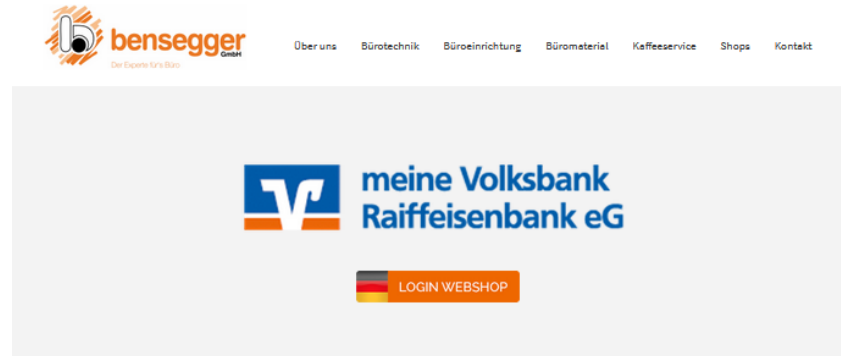 bensegger
GmbH
Der Experte für's Büro
Über uns Bürotechnik Büroeinrichtung Büromaterial Kaffeeservice Shops Kontakt
meine Volksbank
Raiffeisenbank eG
LOGIN WEBSHOP